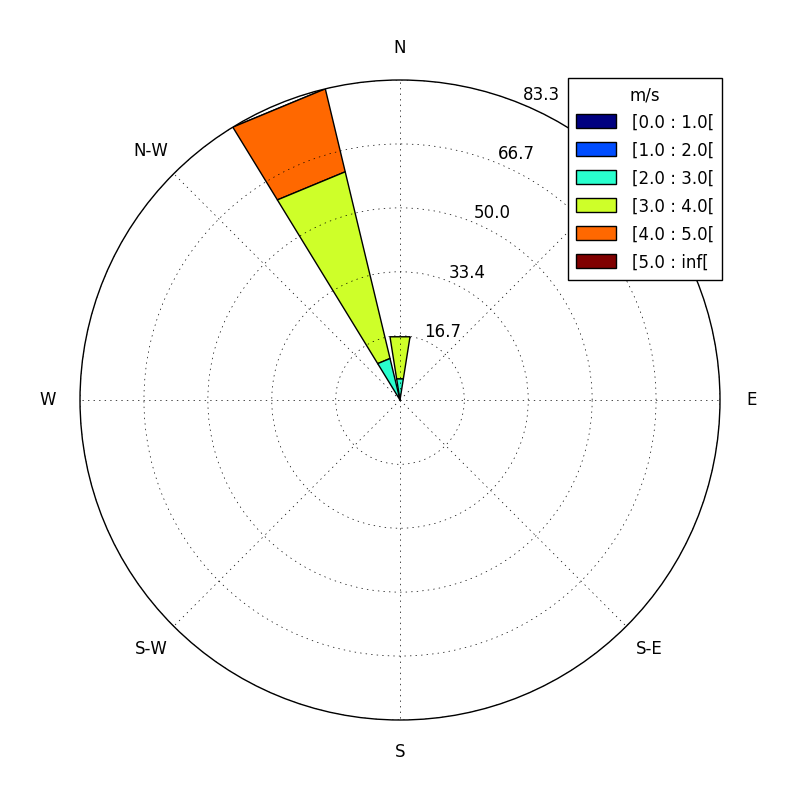 N
83.3
m/s
[0.0 : 1.0[
[1.0 : 2.0[
[2.0 : 3.0[
[3.0 : 4.0[
[4.0 : 5.0[
[5.0 : inf[
N-W
66.7
50.0
33.4
16.7
W
E
S-W
S-E
S